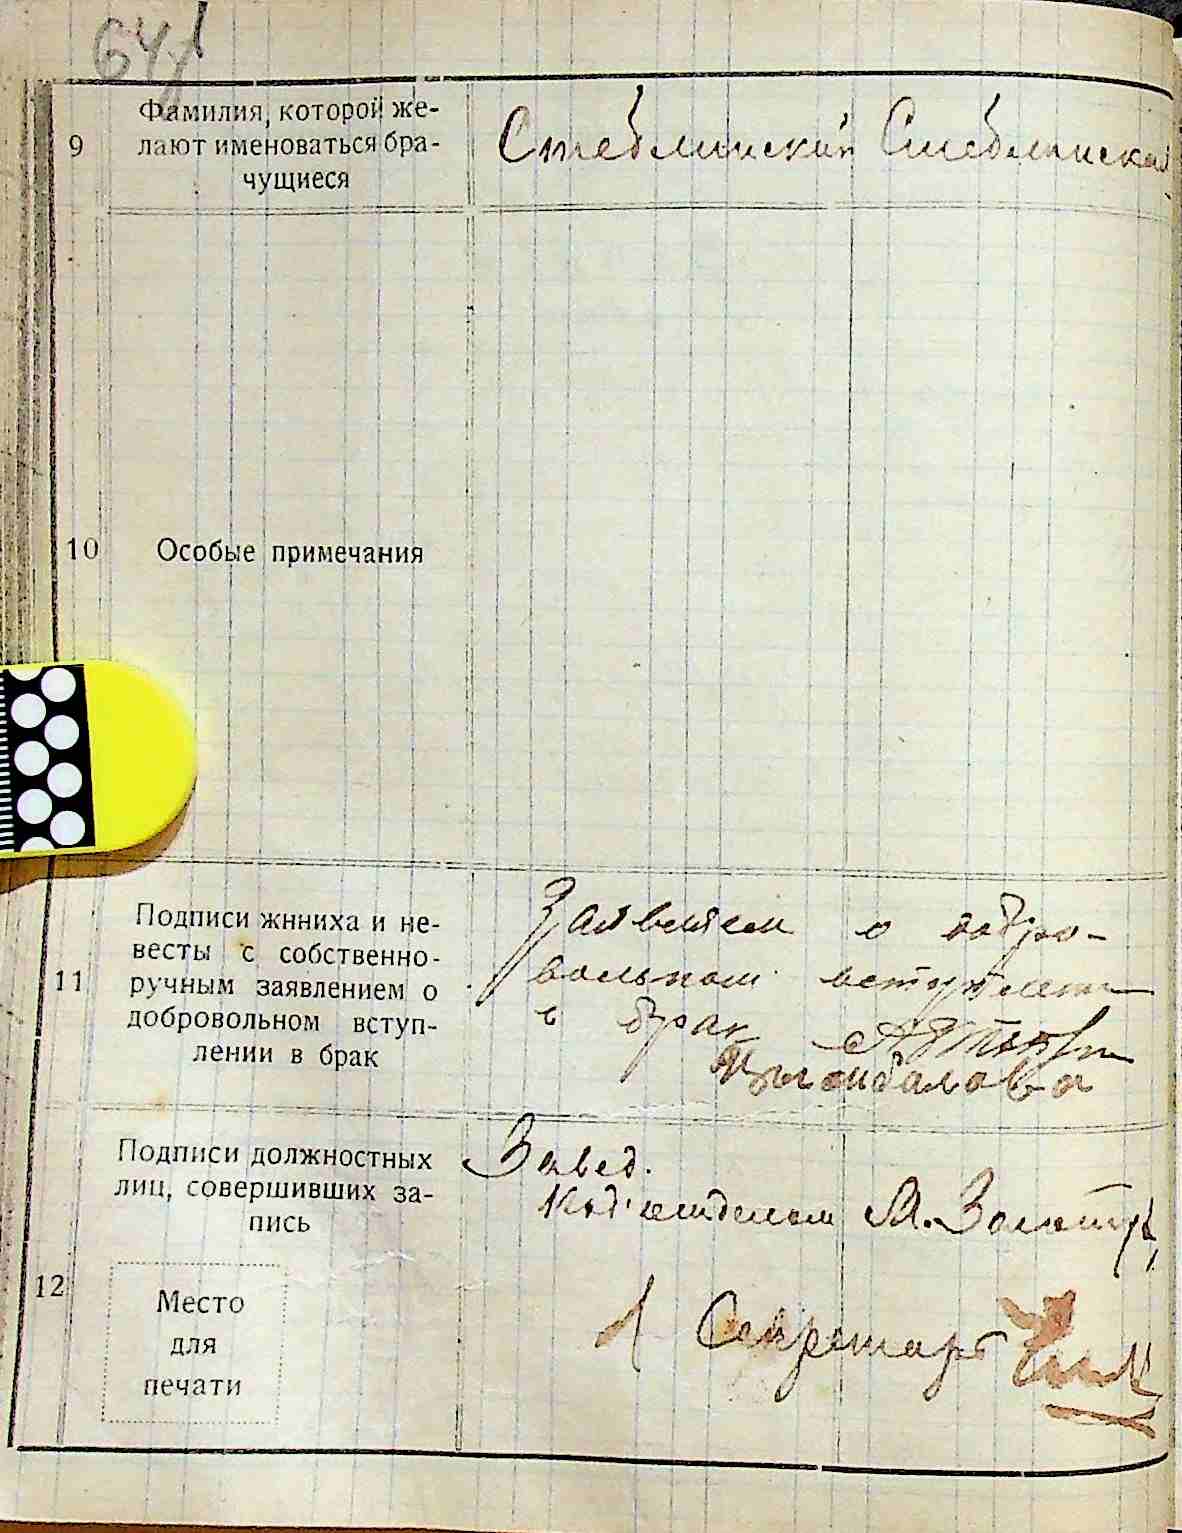 64
9
Фамилия, которой же-
лают именоваться бра-
чущиеся
Стеблинский Стеблинская
10
Особые примечания
11
Подписи жнниха и не-
весты с собственно-
ручным заявлением о
добровольном вступ-
лении в брак
Заявляем о добро-
вольном вступлени
в брак
12
Подписи должностных
лиц, совершивших за-
пись
Завед.
подъотделом М.
Секретарь
Место
для
печати